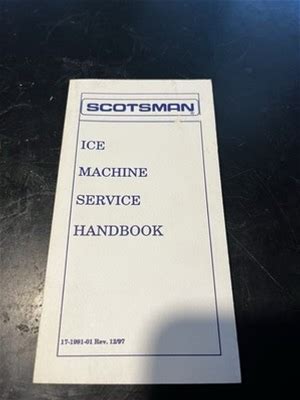 SCOTSMAN
ICE
MACHINE
SERVICE
HANDBOOK
17-1991-01 Rev. 12/97